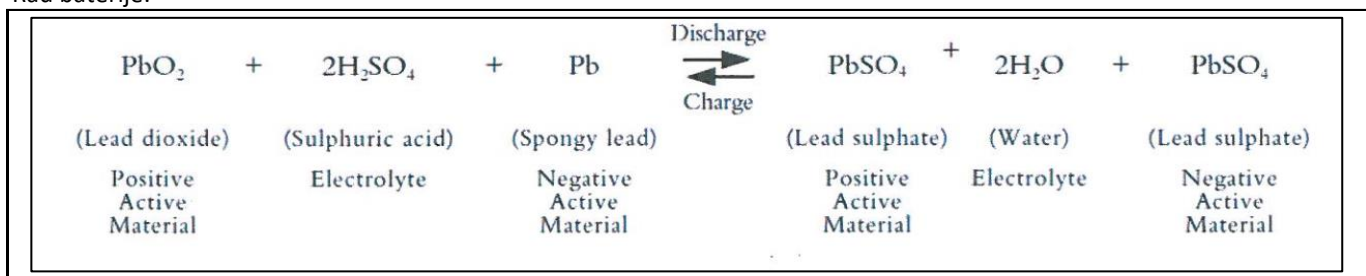 Rad baterije:
Discharge
PbO₂ + 2H₂SO₄ + Pb PbSO₄ + 2H₂O + PbSO₄
Charge
(Lead dioxide) (Sulphuric acid) (Spongy lead) (Lead sulphate) (Water) (Lead sulphate)
Positive Electrolyte Negative Positive Electrolyte Negative
Active Active Active Active
Material Material Material Material